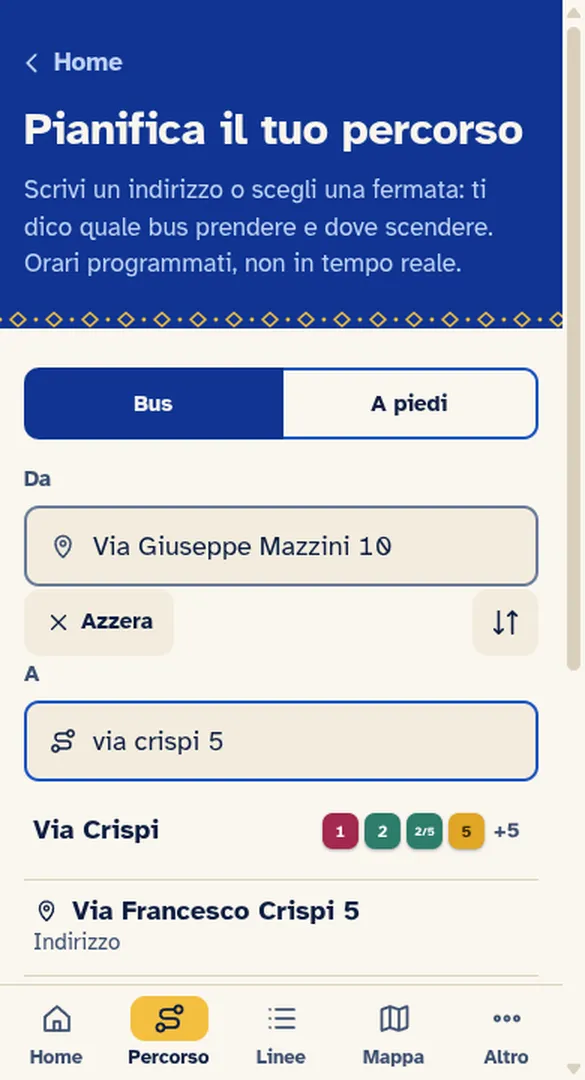 Home
Pianifica il tuo percorso
Scrivi un indirizzo o scegli una fermata: ti
dico quale bus prendere e dove scendere.
Orari programmati, non in tempo reale.
Bus
A piedi
Da
Via Giuseppe Mazzini 10
Azzera
A
via crispi 5
Via Crispi 1 2 2/5 5 +5
Via Francesco Crispi 5
Indirizzo
Home Percorso Linee Mappa Altro